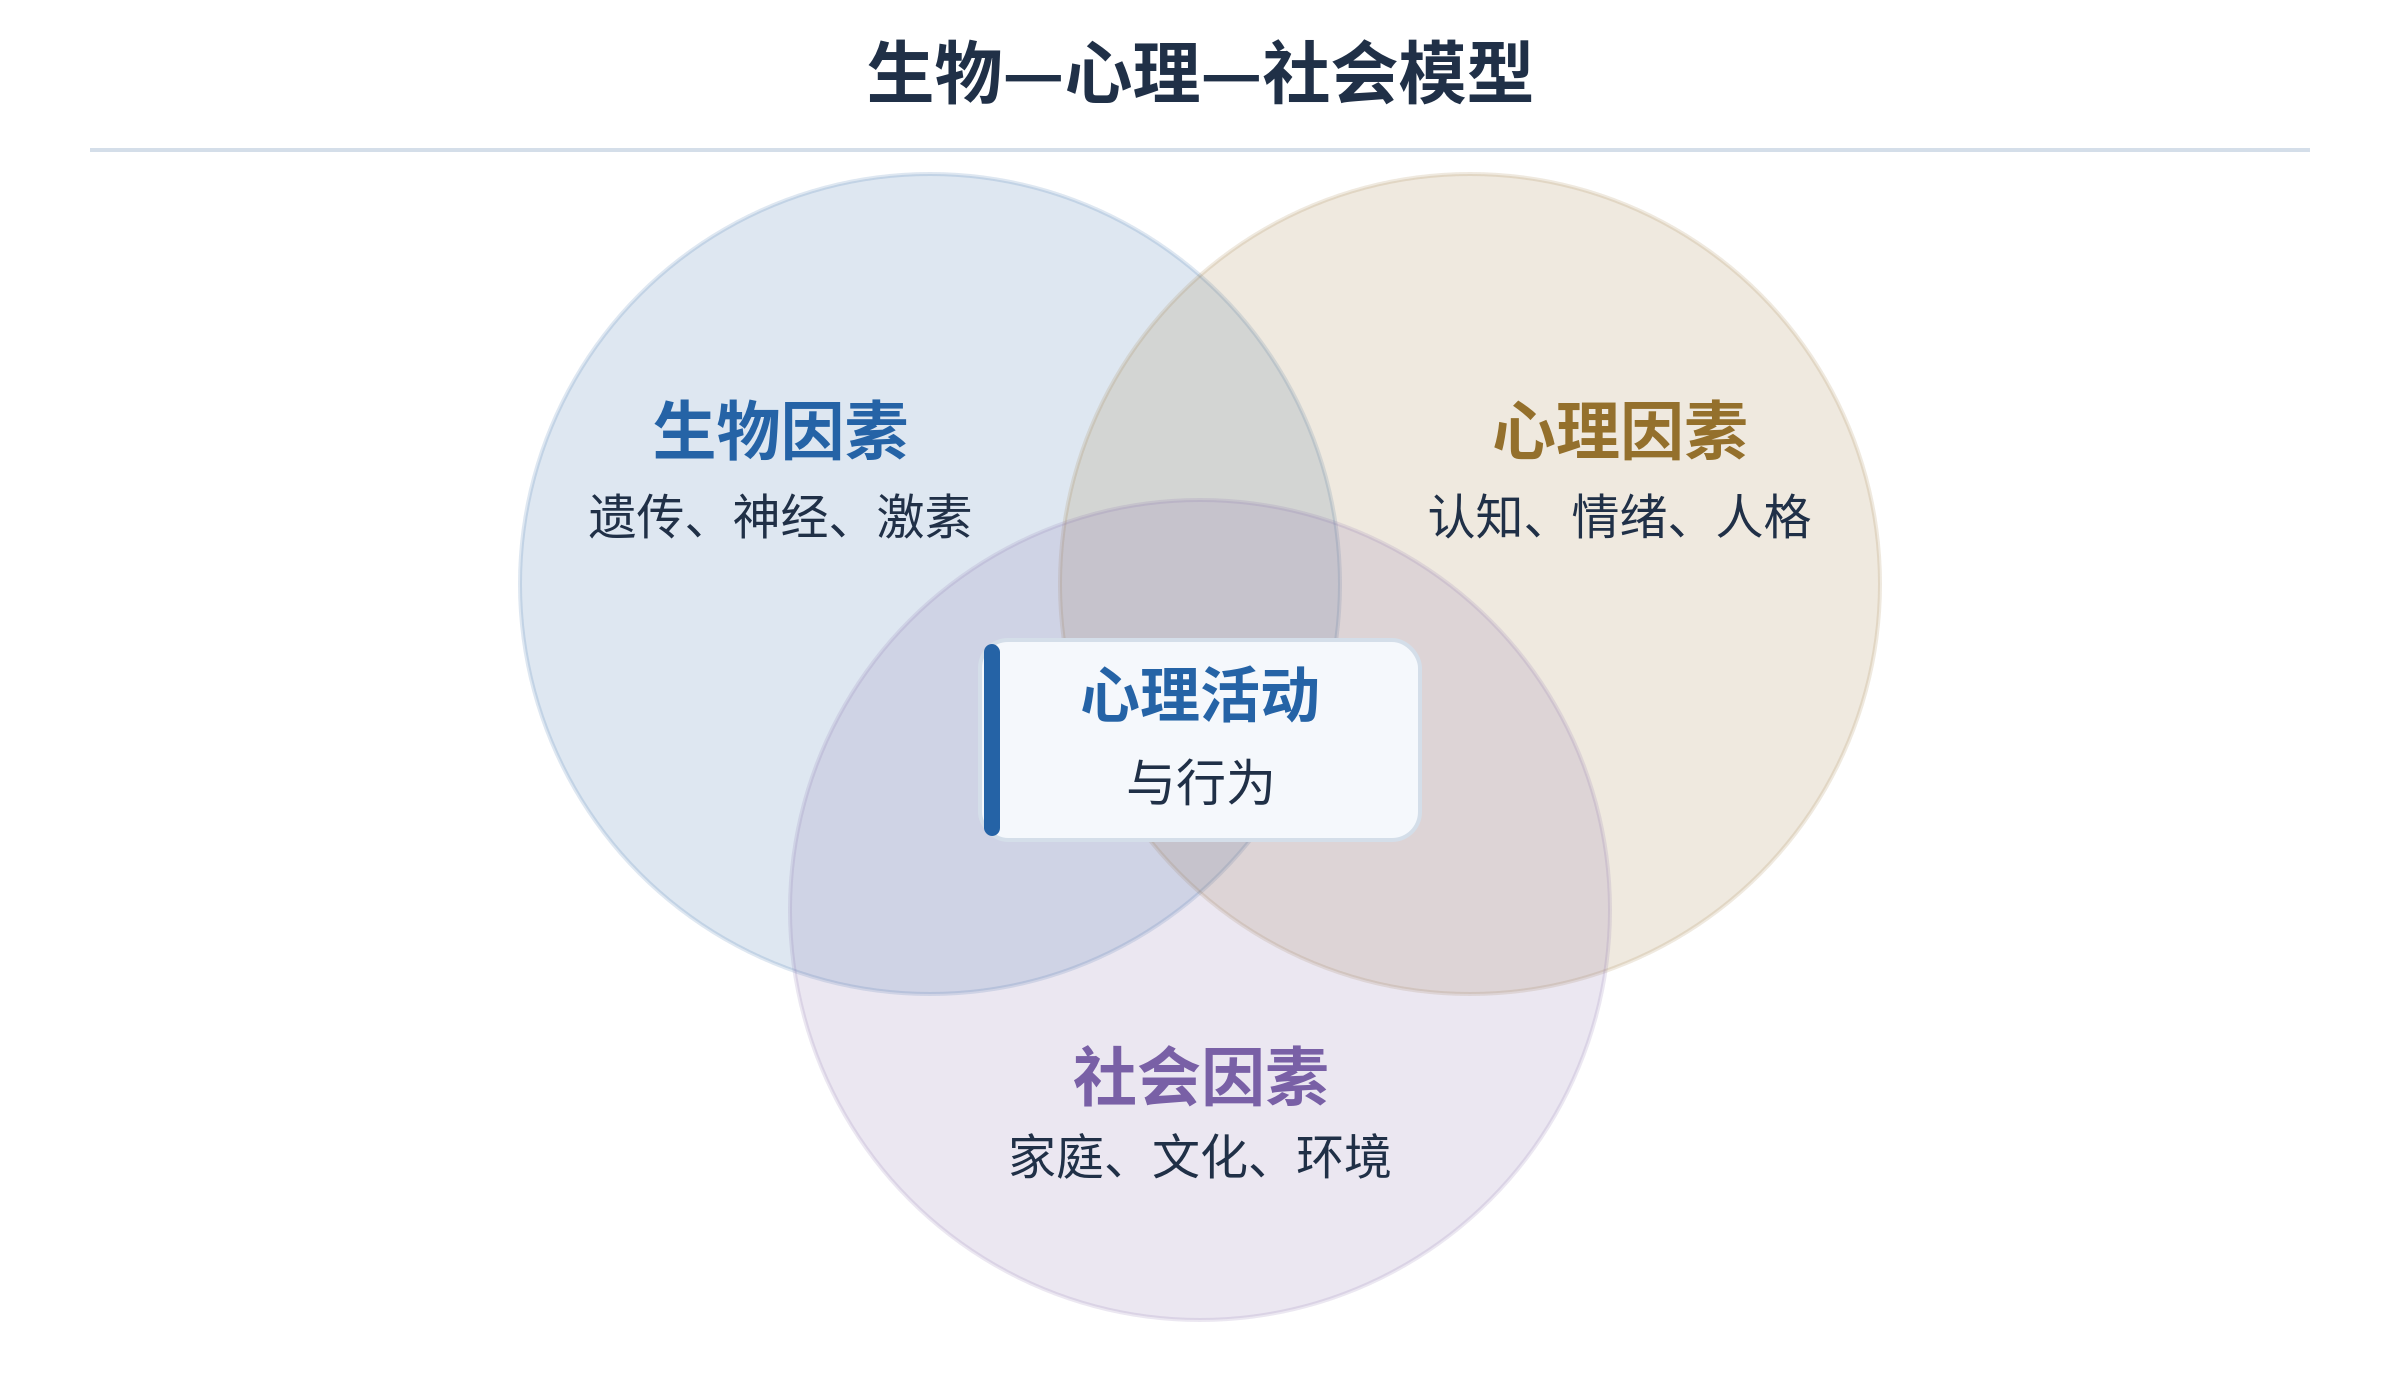 生物—心理—社会模型
生物因素
遗传、神经、激素
心理因素
认知、情绪、人格
心理活动
与行为
社会因素
家庭、文化、环境